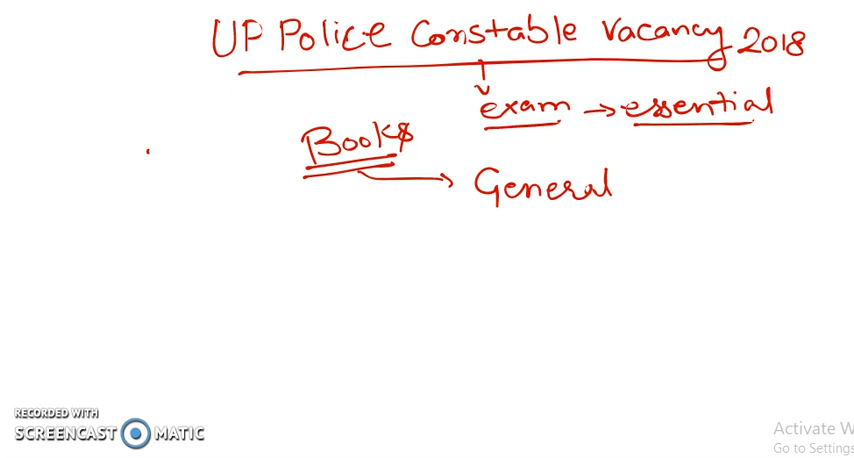 UP Police Constable Vacancy 2018
exam → essential
Books
General
RECORDED WITH
SCREENCAST MATIC
Activate W
Go to Settings